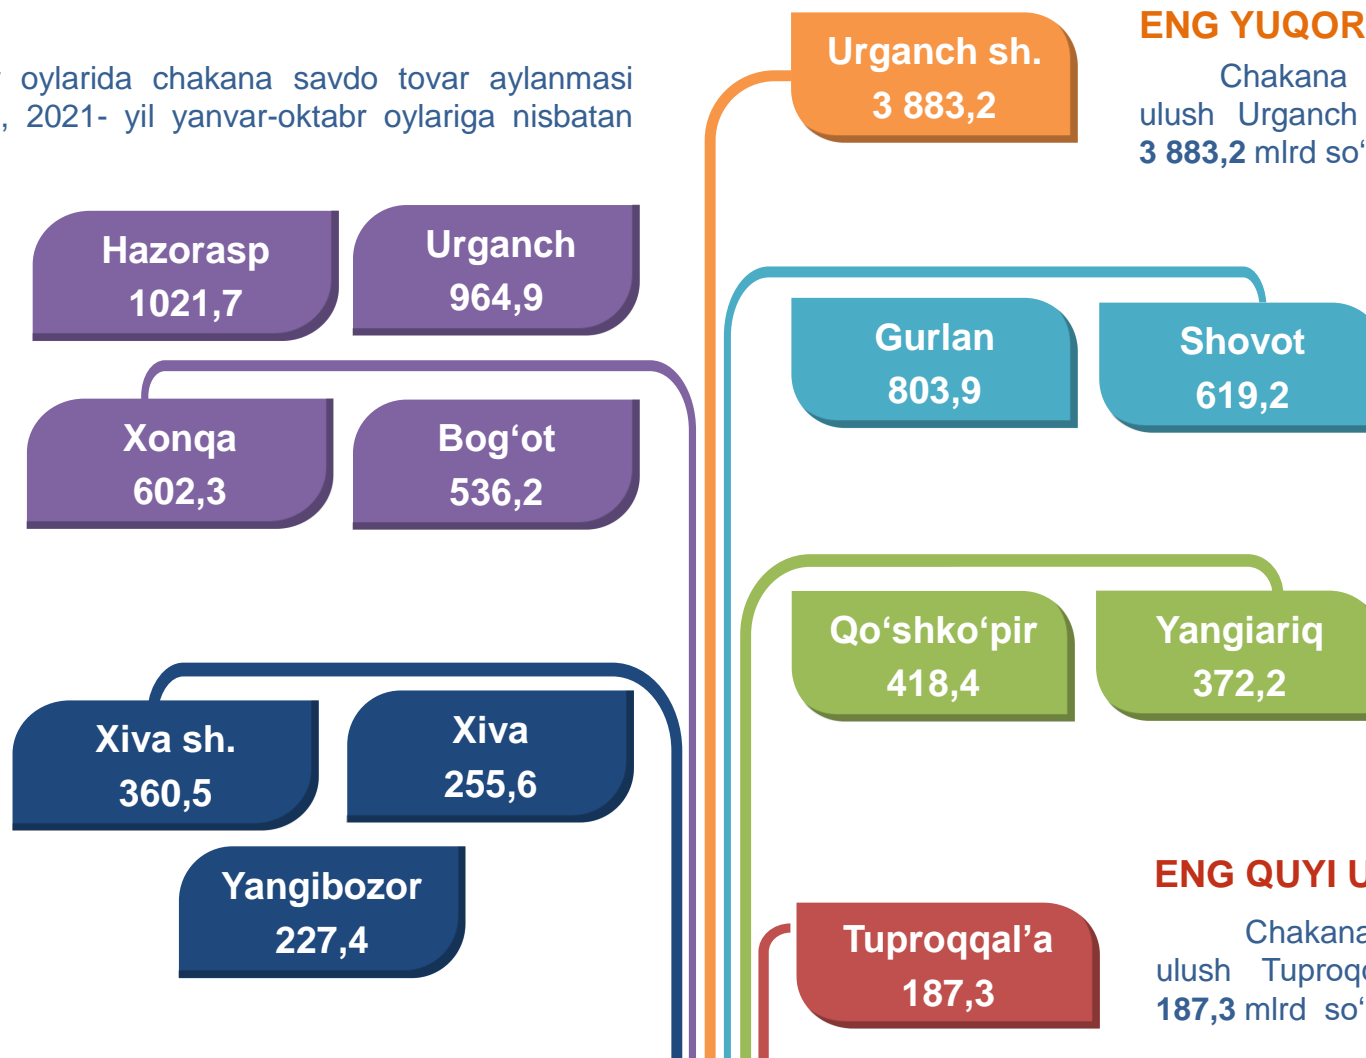 oylarida chakana savdo tovar aylanmasi
, 2021- yil yanvar-oktabr oylariga nisbatan
Urganch sh.
3 883,2
ENG YUQOR
Chakana
ulush Urganch
3 883,2 mlrd so‘
Hazorasp
1021,7
Urganch
964,9
Xonqa
602,3
Bog‘ot
536,2
Gurlan
803,9
Shovot
619,2
Qo‘shko‘pir
418,4
Yangiariq
372,2
Xiva sh.
360,5
Xiva
255,6
Yangibozor
227,4
Tuproqqal’a
187,3
ENG QUYI U
Chakana
ulush Tuproqq
187,3 mlrd so‘